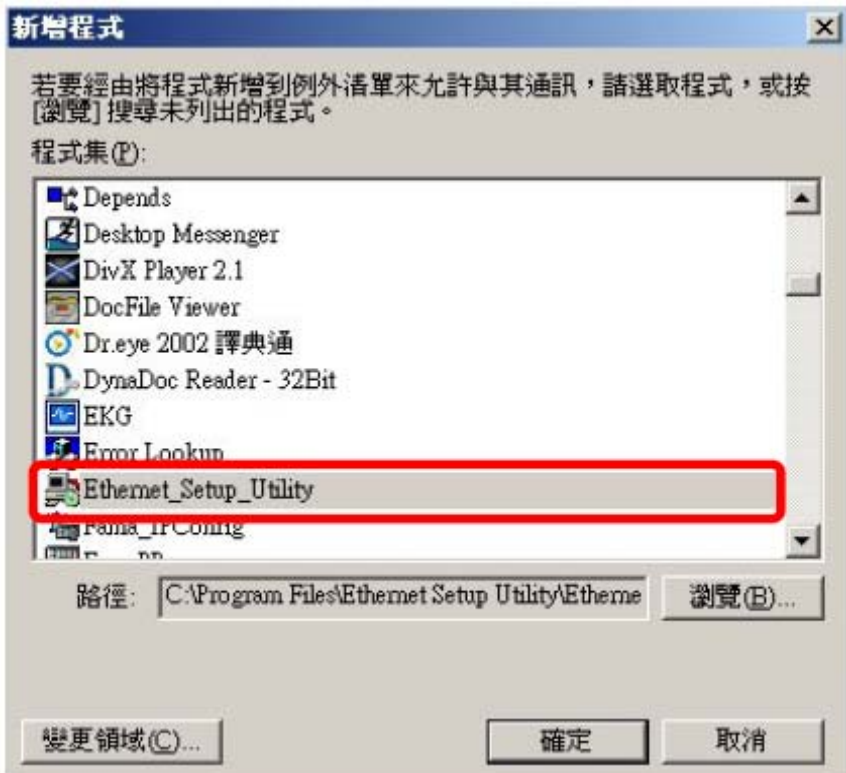 新增程式
若要經由將程式新增到例外清單來允許與其通訊，請選取程式，或按
[瀏覽] 搜尋未列出的程式。
程式集(P):
Depends
Desktop Messenger
DivX Player 2.1
DocFile Viewer
Dr.eye 2002 譯典通
DynaDoc Reader - 32Bit
EKG
Error Lookup
Ethernet_Setup_Utility
Fama_IPConfig
路徑: C:\Program Files\Ethernet Setup Utility\Etherne 瀏覽(B)...
變更領域(C)... 確定 取消